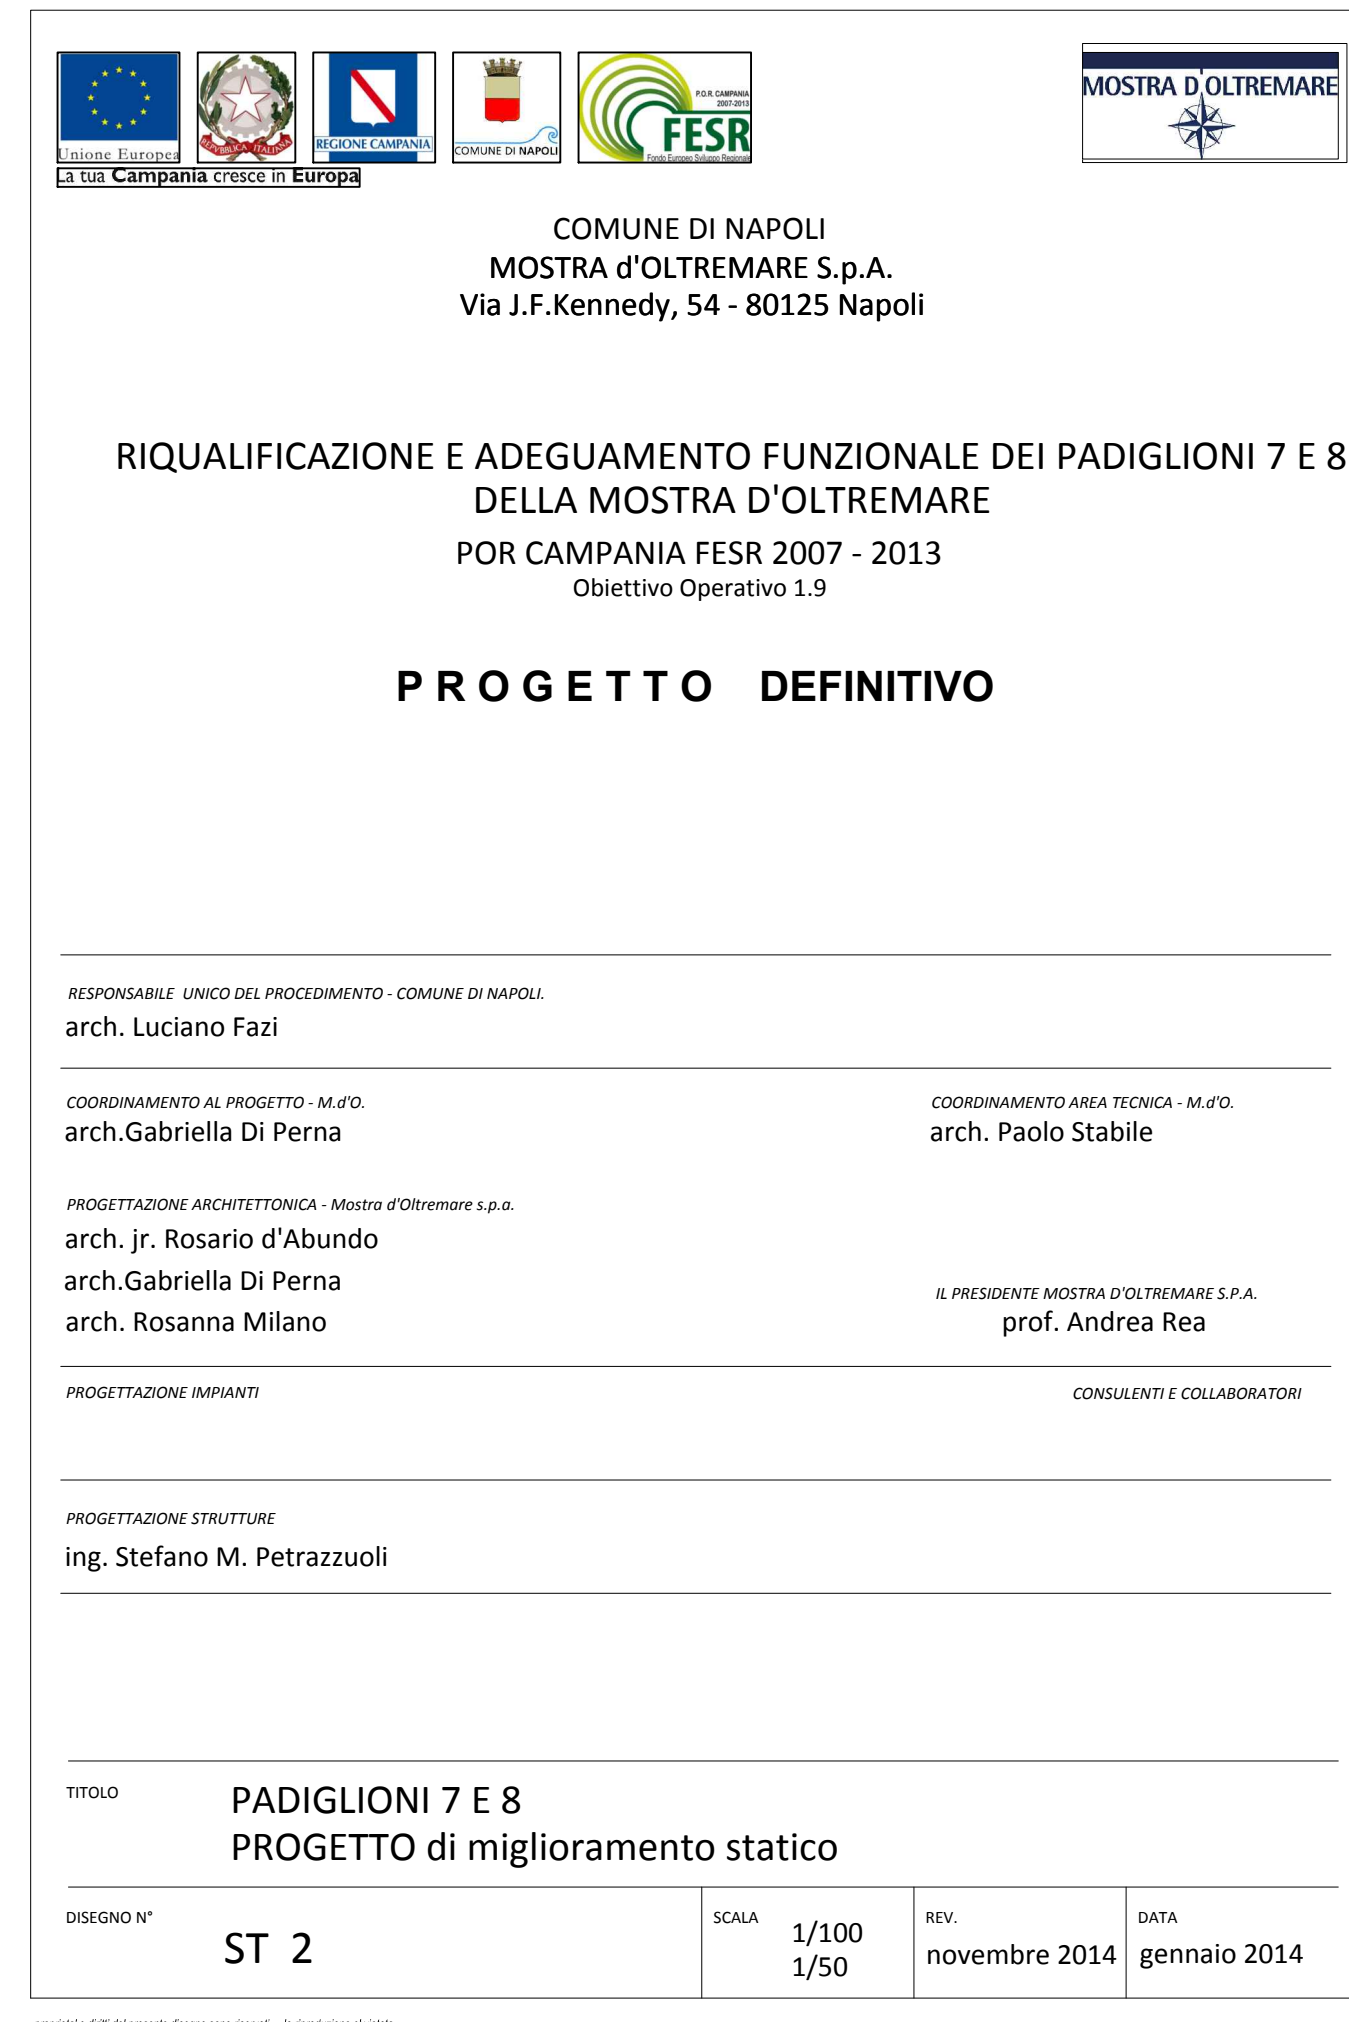 Unione Europea
REPVBBLICA ITALIANA
REGIONE CAMPANIA
COMUNE DI NAPOLI
P.O.R. CAMPANIA
2007-2013
FESR
Fondo Europeo Sviluppo Regionale
La tua Campania cresce in Europa
MOSTRA D'OLTREMARE
COMUNE DI NAPOLI
MOSTRA d'OLTREMARE S.p.A.
Via J.F.Kennedy, 54 - 80125 Napoli
RIQUALIFICAZIONE E ADEGUAMENTO FUNZIONALE DEI PADIGLIONI 7 E 8
DELLA MOSTRA D'OLTREMARE
POR CAMPANIA FESR 2007 - 2013
Obiettivo Operativo 1.9
P R O G E T T O DEFINITIVO
RESPONSABILE UNICO DEL PROCEDIMENTO - COMUNE DI NAPOLI.
arch. Luciano Fazi
COORDINAMENTO AL PROGETTO - M.d'O.
arch.Gabriella Di Perna
COORDINAMENTO AREA TECNICA - M.d'O.
arch. Paolo Stabile
PROGETTAZIONE ARCHITETTONICA - Mostra d'Oltremare s.p.a.
arch. jr. Rosario d'Abundo
arch.Gabriella Di Perna
arch. Rosanna Milano
IL PRESIDENTE MOSTRA D'OLTREMARE S.P.A.
prof. Andrea Rea
PROGETTAZIONE IMPIANTI
CONSULENTI E COLLABORATORI
PROGETTAZIONE STRUTTURE
ing. Stefano M. Petrazzuoli
TITOLO
PADIGLIONI 7 E 8
PROGETTO di miglioramento statico
DISEGNO N°
ST 2
SCALA
1/100
1/50
REV.
novembre 2014
DATA
gennaio 2014